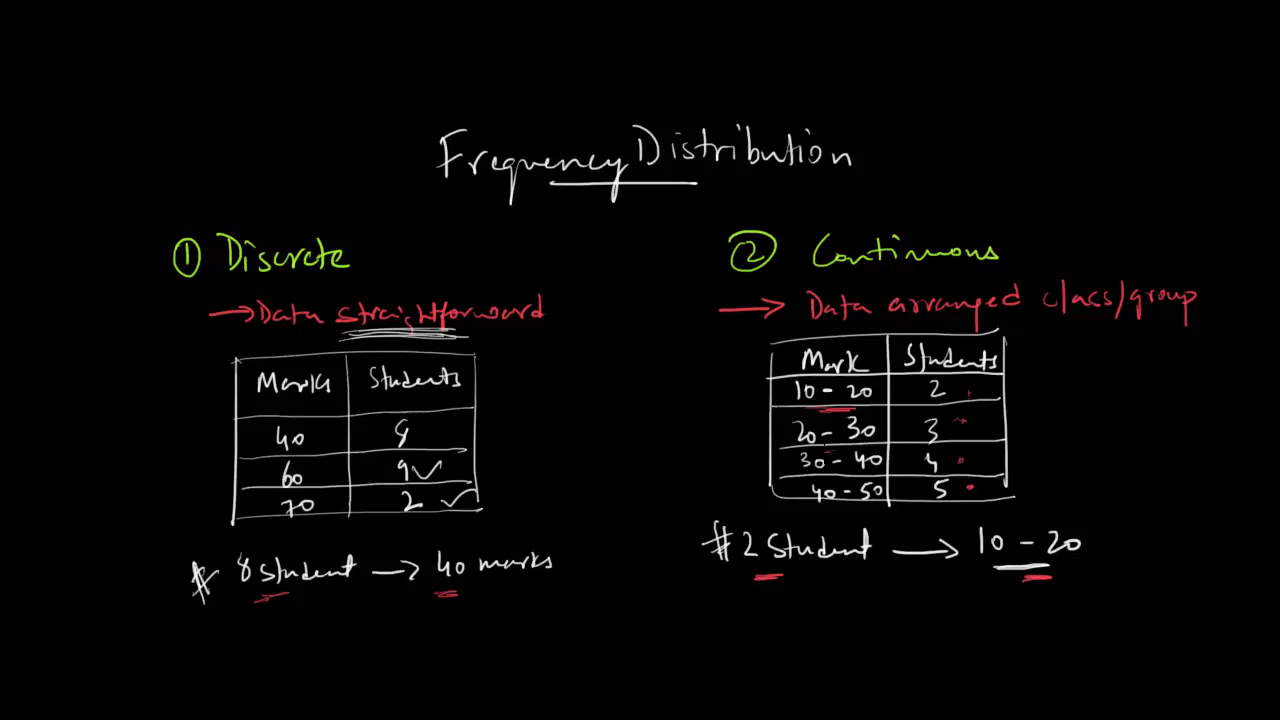 Frequency Distribution
① Discrete
→ Data straightforward
Marks Students
40 8
60 9 ✓
70 2 ✓
# 8 student → 40 marks
② Continuous
→ Data arranged class/group
Mark Students
10 - 20 2
20 - 30 3
30 - 40 4
40 - 50 5
# 2 Student → 10 - 20